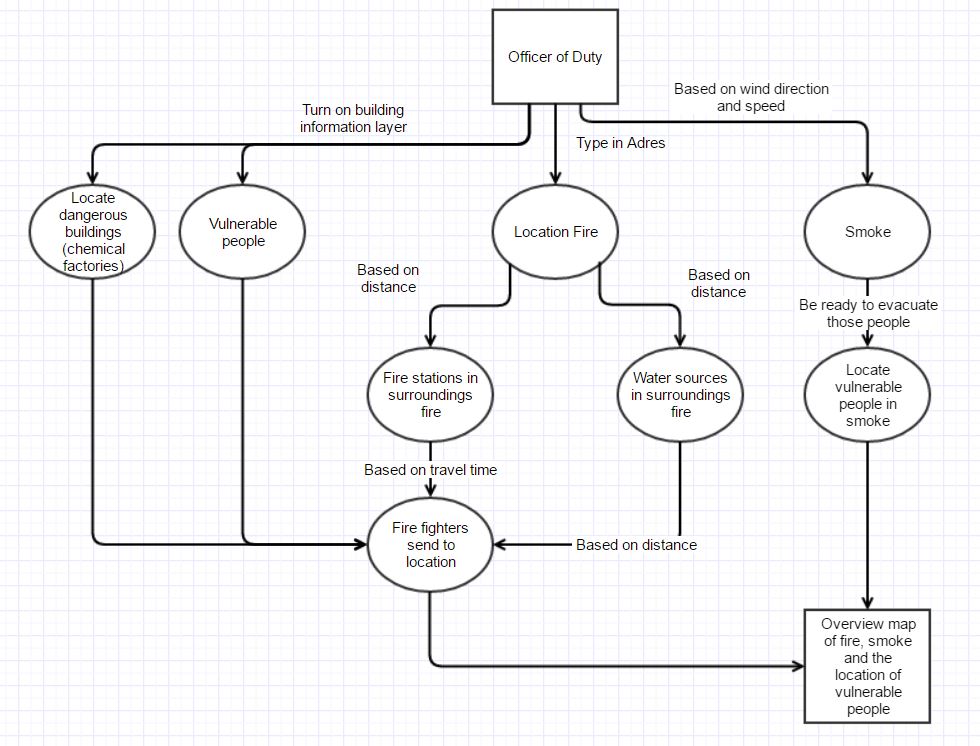 Officer of Duty
Based on wind direction
and speed
Turn on building
information layer
Type in Adres
Locate
dangerous
buildings
(chemical
factories)
Vulnerable
people
Location Fire
Smoke
Based on
distance
Based on
distance
Be ready to evacuate
those people
Fire stations in
surroundings
fire
Water sources
in surroundings
fire
Locate
vulnerable
people in
smoke
Based on travel time
Fire fighters
send to
location
Based on distance
Overview map
of fire, smoke
and the
location of
vulnerable
people